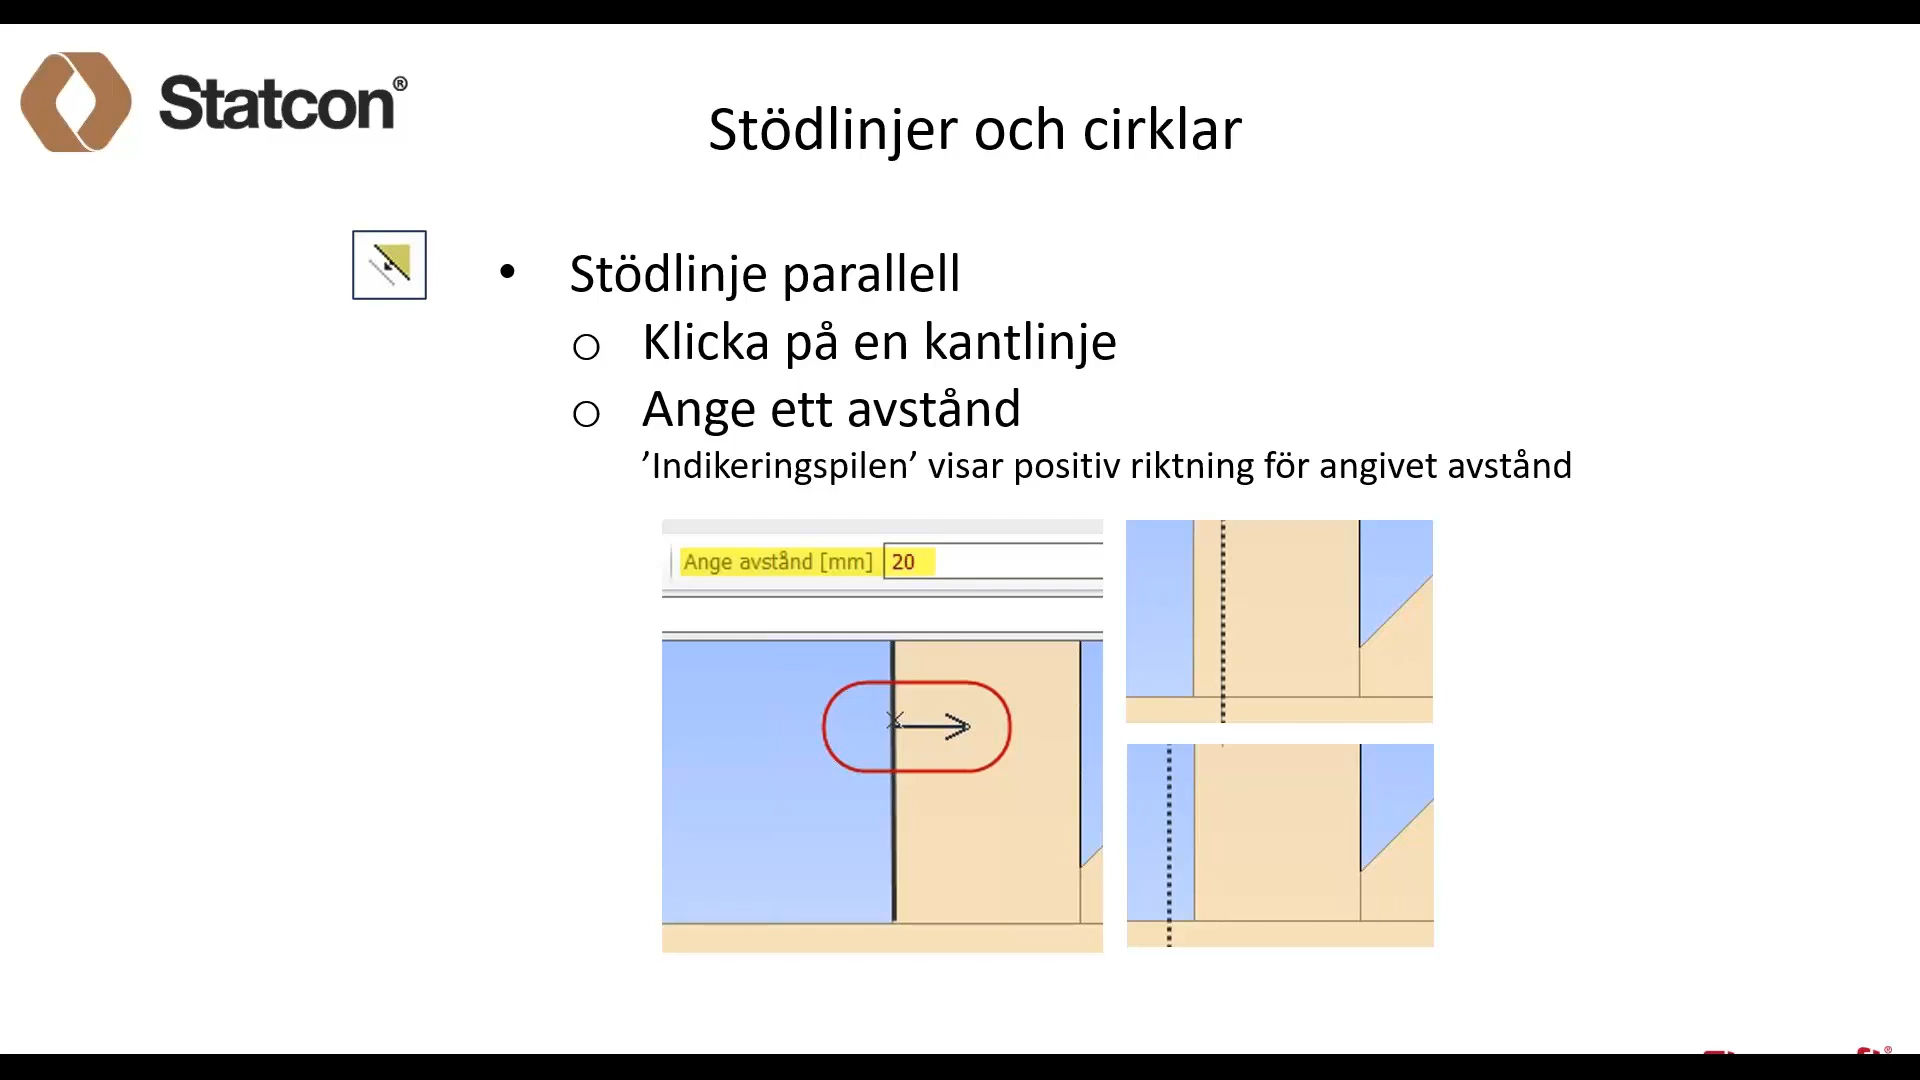 Statcon®
Stödlinjer och cirklar
• Stödlinje parallell
o Klicka på en kantlinje
o Ange ett avstånd
’Indikeringspilen’ visar positiv riktning för angivet avstånd
Ange avstånd [mm] 20